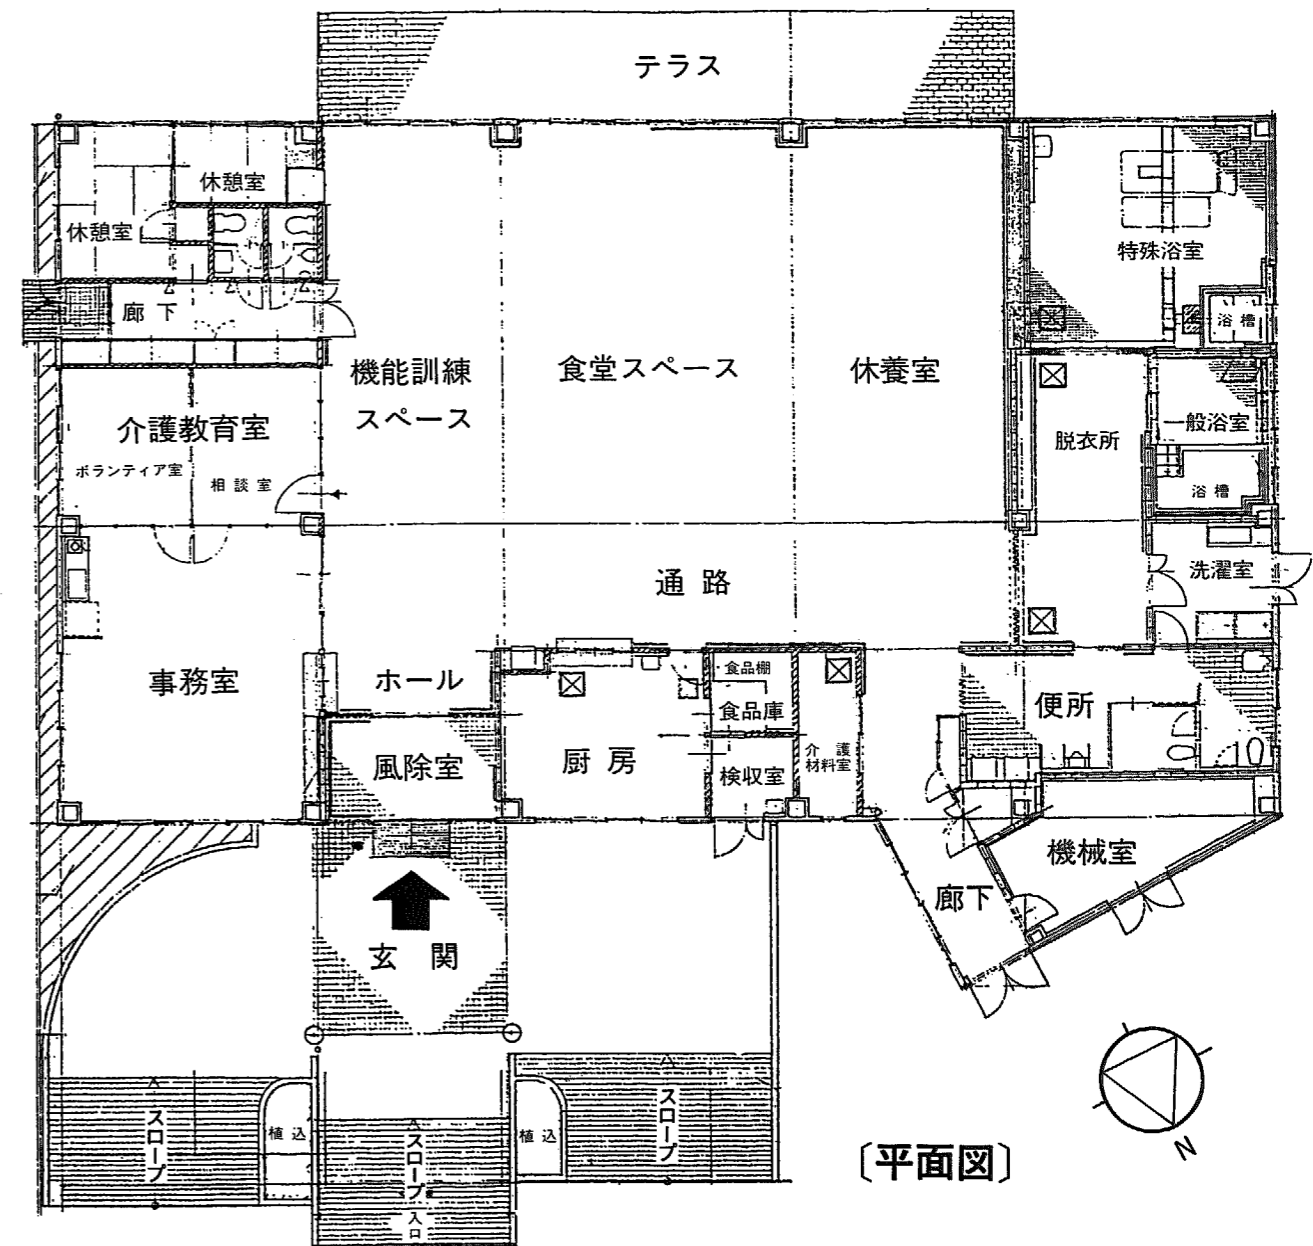 テラス
休憩室
休憩室
特殊浴室
廊下
浴槽
機能訓練
スペース
食堂スペース
休養室
介護教育室
ボランティア室
相談室
脱衣所
一般浴室
浴槽
通路
洗濯室
事務室
ホール
食品棚
食品庫
便所
風除室
厨房
検収室
介護
材料室
機械室
廊下
玄関
スロープ
植込
スロープ
入口
植込
スロープ
N
〔平面図〕